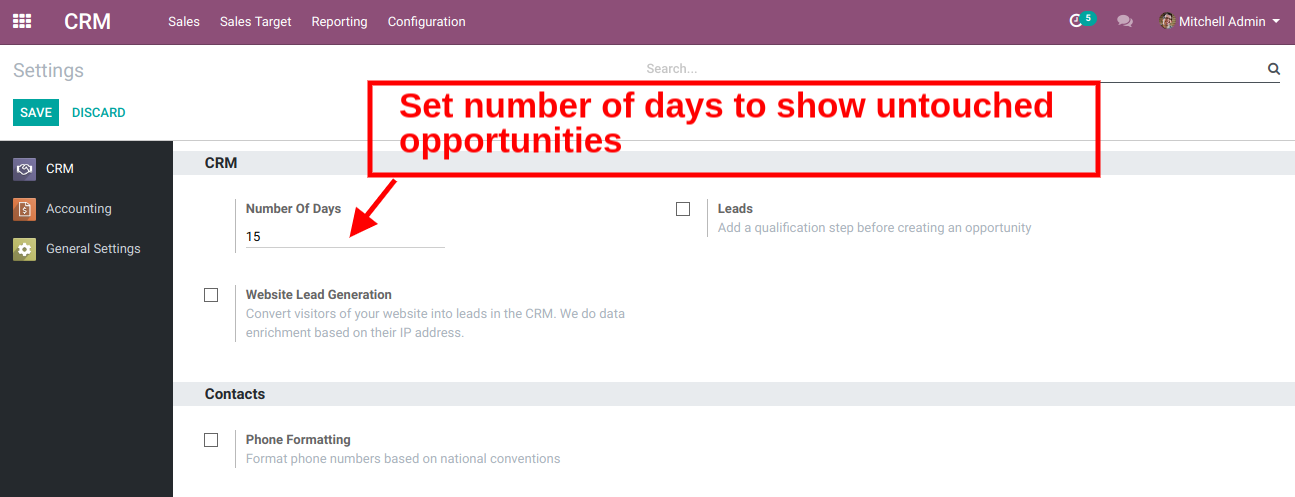 CRM Sales Sales Target Reporting Configuration 5 Mitchell Admin
Settings Search...
SAVE DISCARD
Set number of days to show untouched
opportunities
CRM
Accounting
General Settings
CRM
Number Of Days
15
Leads
Add a qualification step before creating an opportunity
Website Lead Generation
Convert visitors of your website into leads in the CRM. We do data
enrichment based on their IP address.
Contacts
Phone Formatting
Format phone numbers based on national conventions